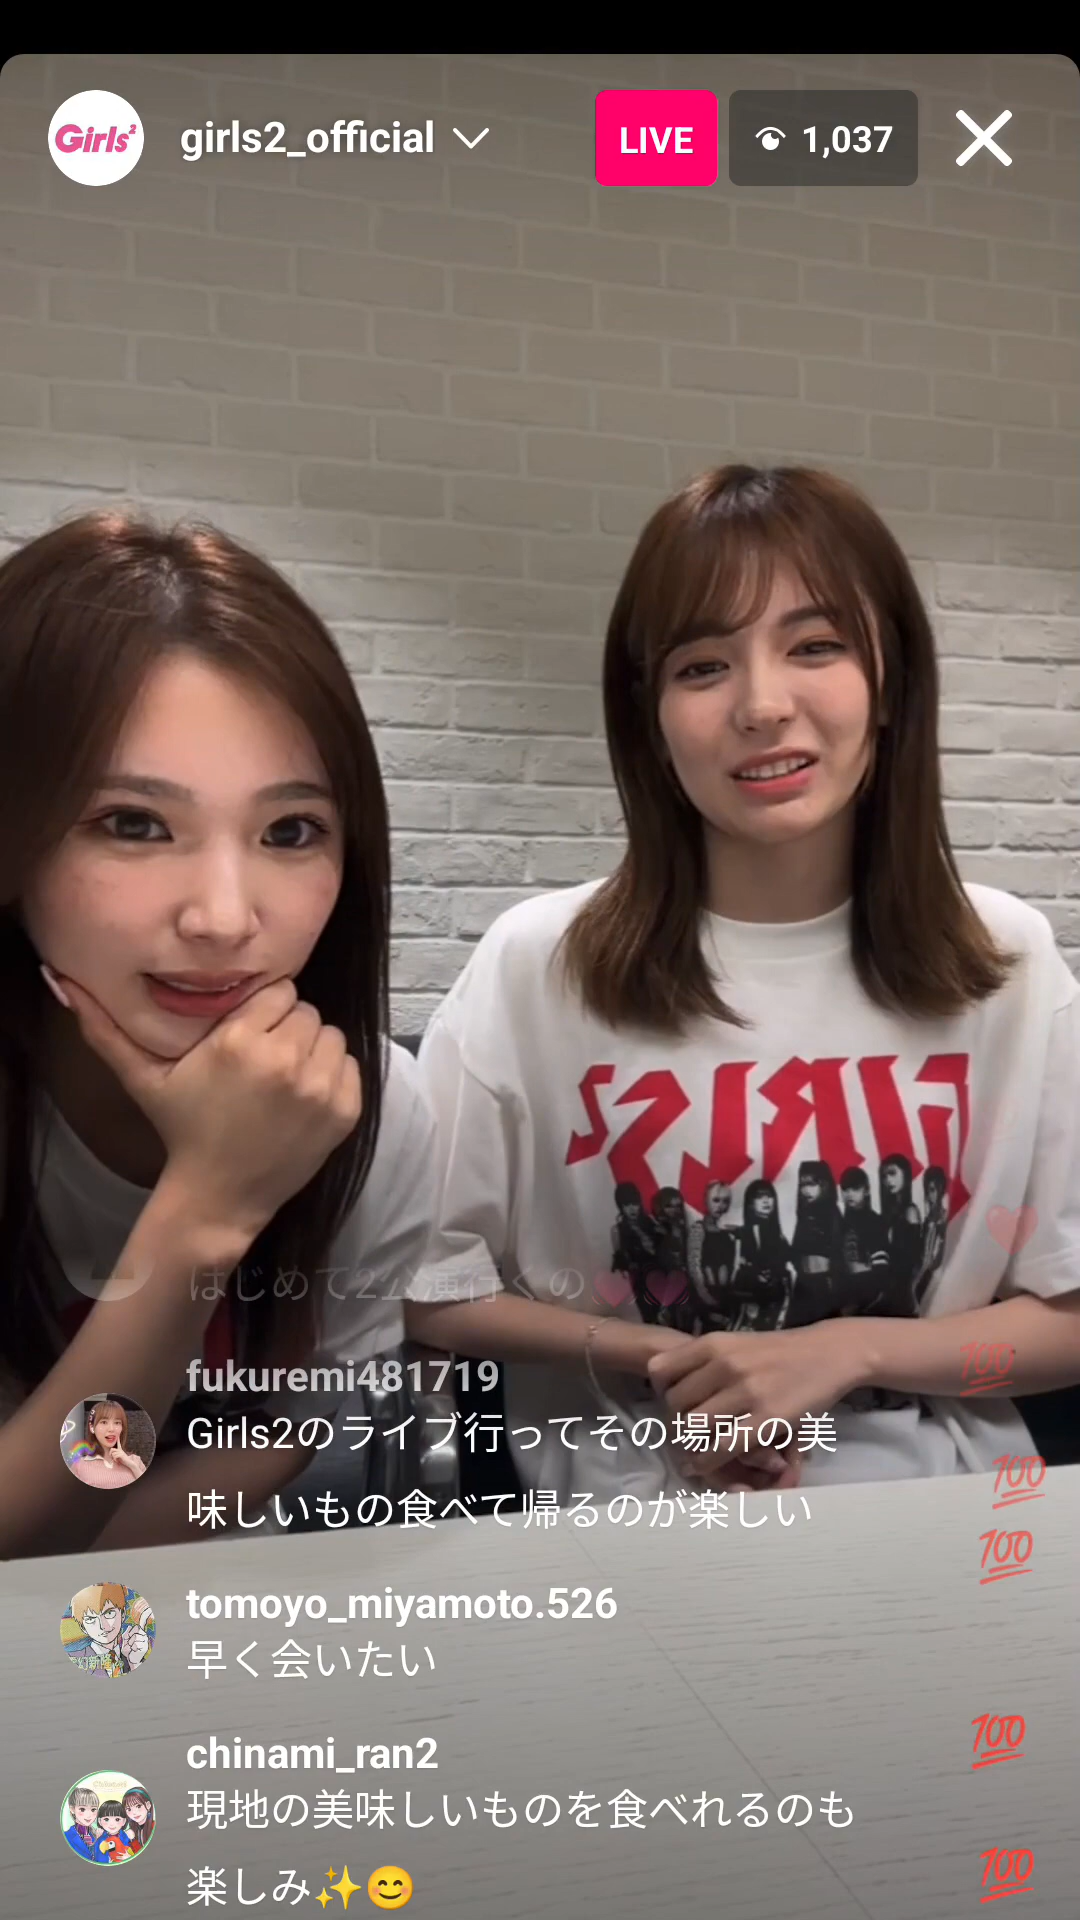 Girls²
girls2_official
LIVE
1,037
GIRLS²
はじめて2公演行くの💓💓
fukuremi481719
Girls2のライブ行ってその場所の美
味しいもの食べて帰るのが楽しい
tomoyo_miyamoto.526
早く会いたい
chinami_ran2
現地の美味しいものを食べれるのも
楽しみ✨😊
💯
💯
💯
💯
💯